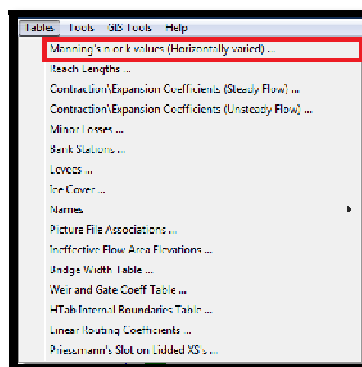 Tables Tools GIS Tools Help
Manning's n or k values (Horizontally varied) ...
Reach Lengths ...
Contraction\Expansion Coefficients (Steady Flow) ...
Contraction\Expansion Coefficients (Unsteady Flow) ...
Minor Losses ...
Bank Stations ...
Levees ...
Ice Cover ...
Names
Picture File Associations ...
Ineffective Flow Area Elevations ...
Bridge Width Table ...
Weir and Gate Coeff Table ...
HTab Internal Boundaries Table ...
Linear Routing Coefficients ...
Priessmann's Slot on Lidded XS's ...